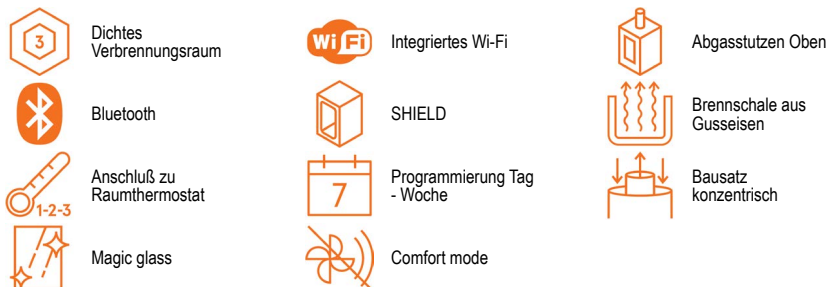 3
Dichtes
Verbrennungsraum
Wi Fi
Integriertes Wi-Fi
Abgasstutzen Oben
Bluetooth
SHIELD
Brennschale aus
Gusseisen
1-2-3
Anschluß zu
Raumthermostat
7
Programmierung Tag
- Woche
Bausatz
konzentrisch
Magic glass
Comfort mode